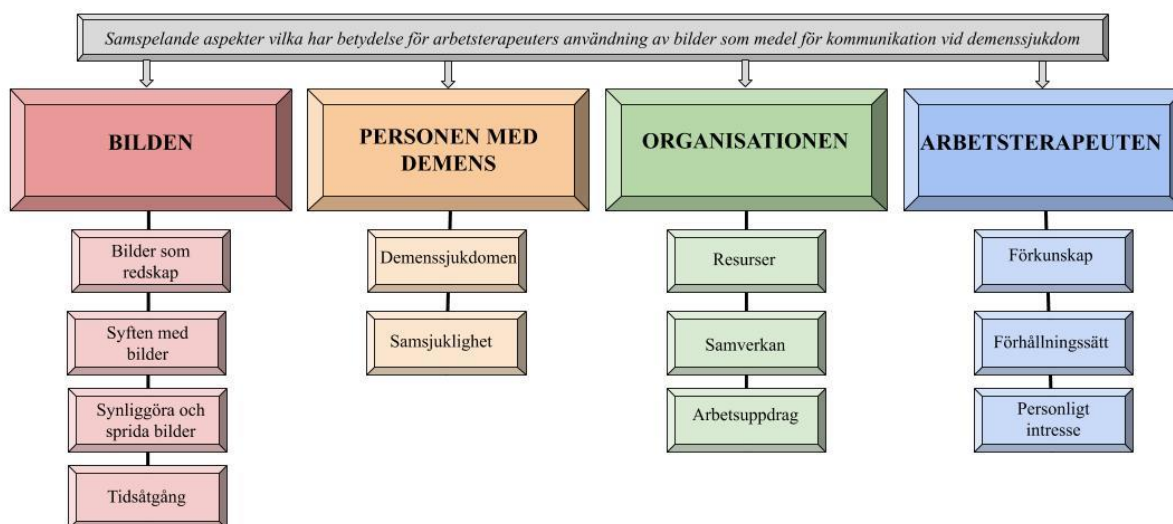 Samspelande aspekter vilka har betydelse för arbetsterapeuters användning av bilder som medel för kommunikation vid demenssjukdom
BILDEN
Bilder som
redskap
Syften med
bilder
Synliggöra och
sprida bilder
Tidsåtgång
PERSONEN MED
DEMENS
Demenssjukdomen
Samsjuklighet
ORGANISATIONEN
Resurser
Samverkan
Arbetsuppdrag
ARBETSTERAPEUTEN
Förkunskap
Förhållningssätt
Personligt
intresse